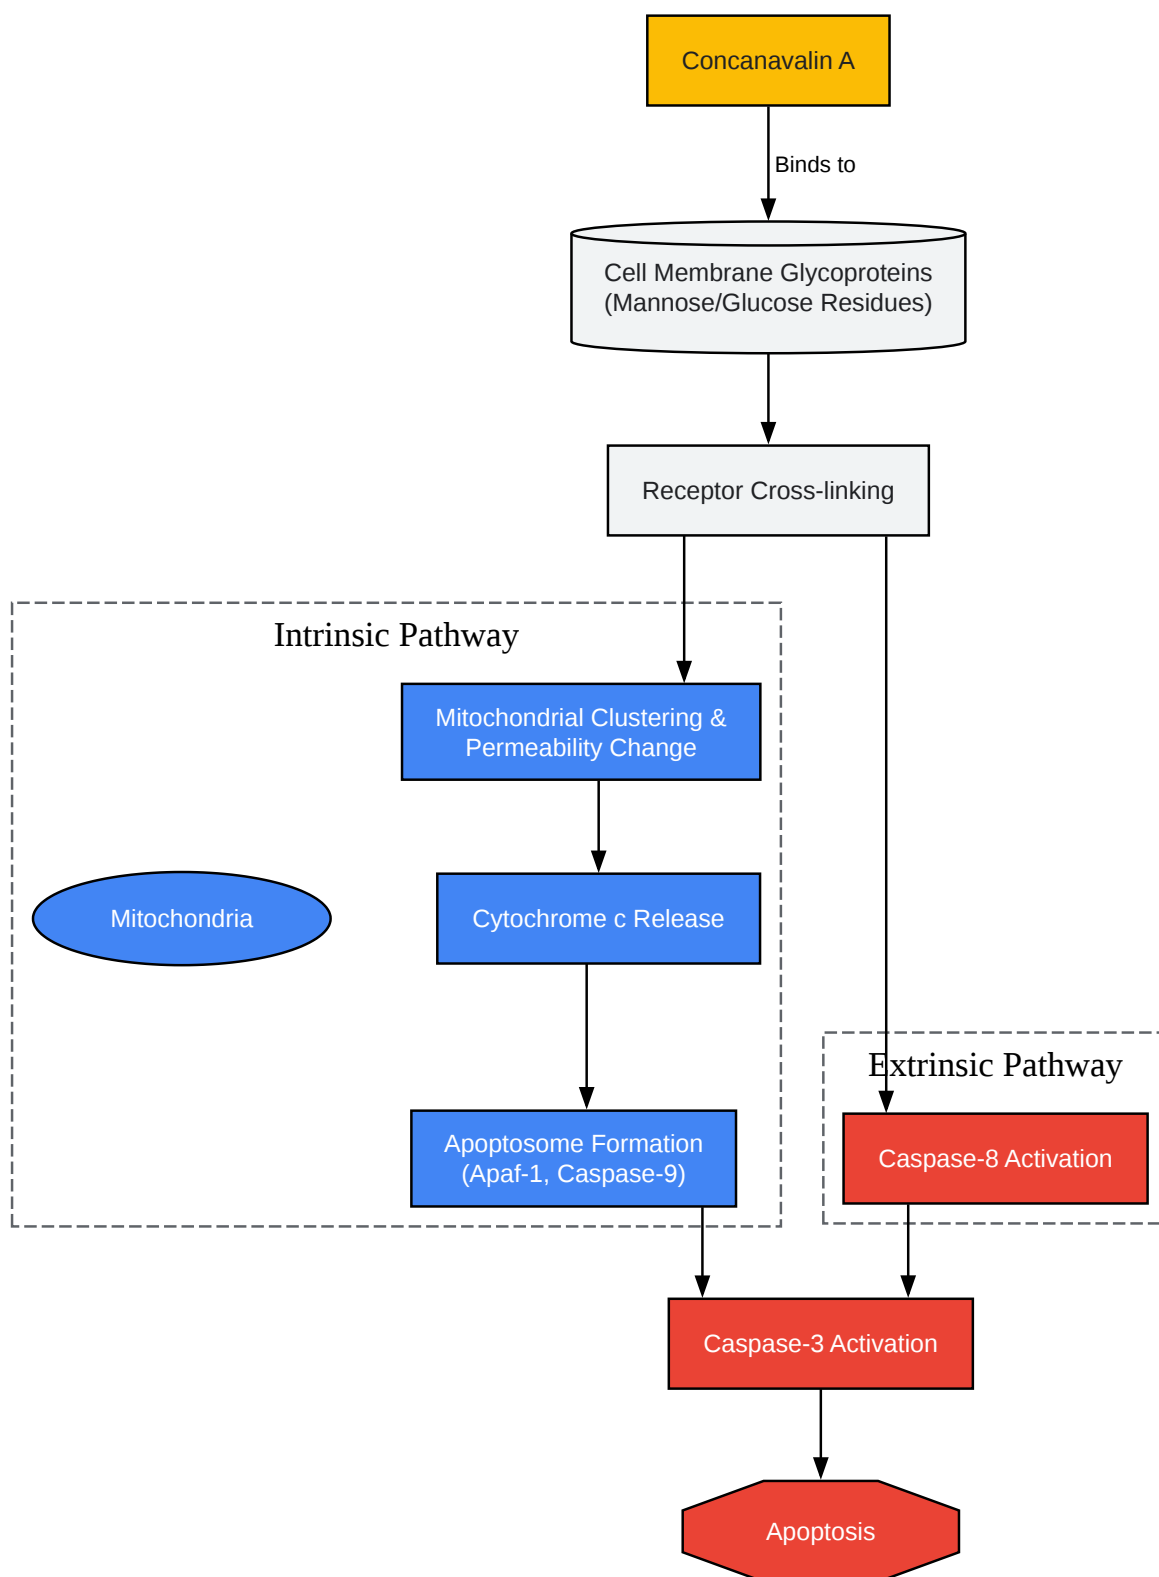 Concanavalin A
Binds to
Cell Membrane Glycoproteins
(Mannose/Glucose Residues)
Receptor Cross-linking
Intrinsic Pathway
Mitochondrial Clustering &
Permeability Change
Mitochondria
Cytochrome c Release
Extrinsic Pathway
Apoptosome Formation
(Apaf-1, Caspase-9)
Caspase-8 Activation
Caspase-3 Activation
Apoptosis